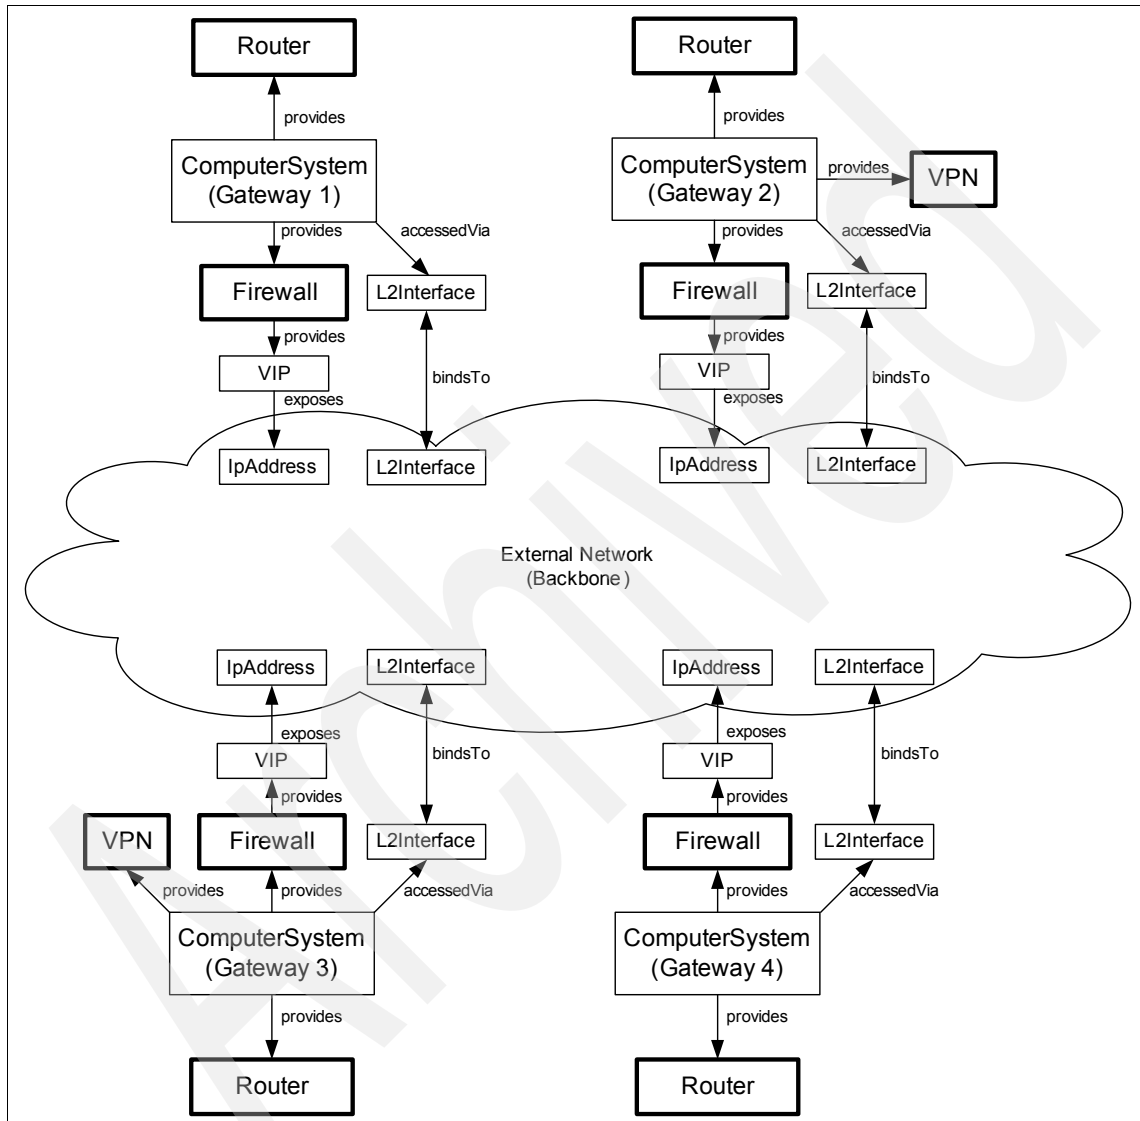 Router
Router
provides
provides
ComputerSystem
(Gateway 1)
ComputerSystem
(Gateway 2)
provides
VPN
provides
accessedVia
provides
accessedVia
Firewall
L2Interface
Firewall
L2Interface
provides
provides
VIP
bindsTo
VIP
bindsTo
exposes
exposes
IpAddress
L2Interface
IpAddress
L2Interface
External Network
(Backbone)
IpAddress
L2Interface
IpAddress
L2Interface
exposes
exposes
VIP
bindsTo
VIP
bindsTo
provides
provides
VPN
Firewall
L2Interface
Firewall
L2Interface
provides
provides
accessedVia
provides
accessedVia
ComputerSystem
(Gateway 3)
ComputerSystem
(Gateway 4)
provides
provides
Router
Router
Archived